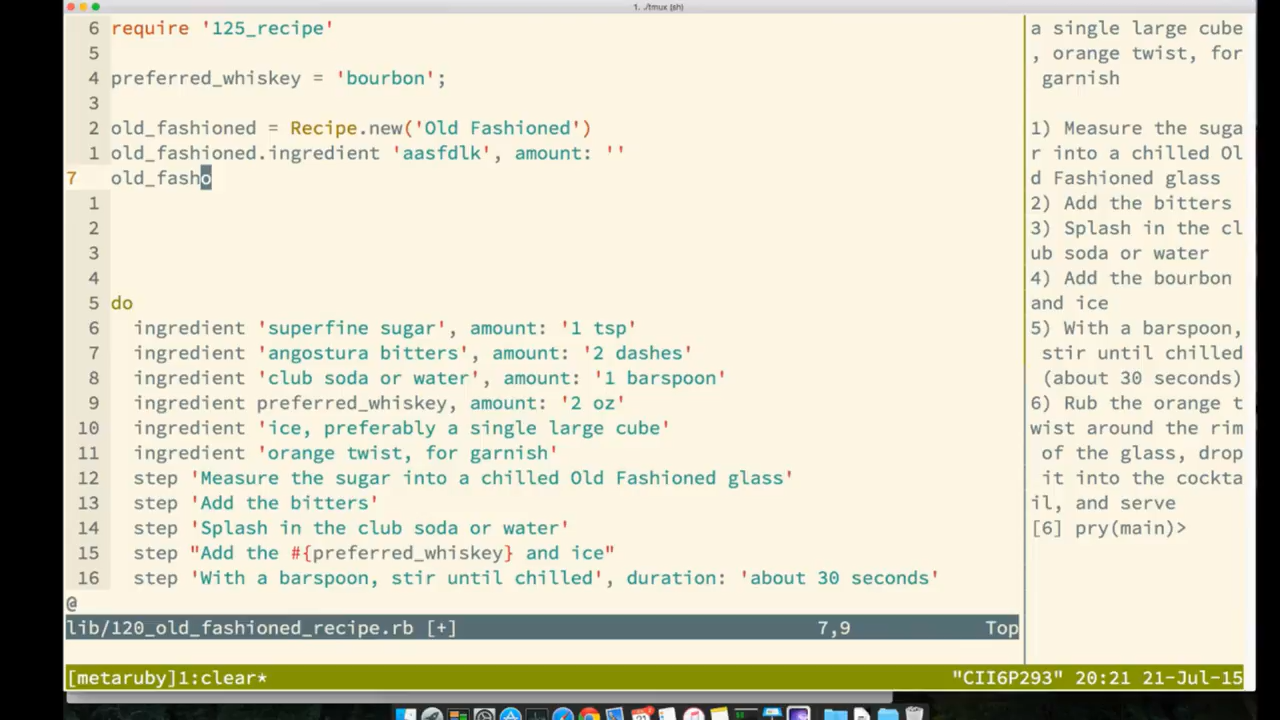 1. ./tmux (sh)
6 require '125_recipe'
5
4 preferred_whiskey = 'bourbon';
3
2 old_fashioned = Recipe.new('Old Fashioned')
1 old_fashioned.ingredient 'aasfdlk', amount: ''
7 old_fasho
1
2
3
4
5 do
6 ingredient 'superfine sugar', amount: '1 tsp'
7 ingredient 'angostura bitters', amount: '2 dashes'
8 ingredient 'club soda or water', amount: '1 barspoon'
9 ingredient preferred_whiskey, amount: '2 oz'
10 ingredient 'ice, preferably a single large cube'
11 ingredient 'orange twist, for garnish'
12 step 'Measure the sugar into a chilled Old Fashioned glass'
13 step 'Add the bitters'
14 step 'Splash in the club soda or water'
15 step "Add the #{preferred_whiskey} and ice"
16 step 'With a barspoon, stir until chilled', duration: 'about 30 seconds'
@
lib/120_old_fashioned_recipe.rb [+] 7,9 Top
a single large cube
, orange twist, for
garnish
1) Measure the suga
r into a chilled Ol
d Fashioned glass
2) Add the bitters
3) Splash in the cl
ub soda or water
4) Add the bourbon
and ice
5) With a barspoon,
stir until chilled
(about 30 seconds)
6) Rub the orange t
wist around the rim
of the glass, drop
it into the cockta
il, and serve
[6] pry(main)>
[metaruby]1:clear* "CII6P293" 20:21 21-Jul-15